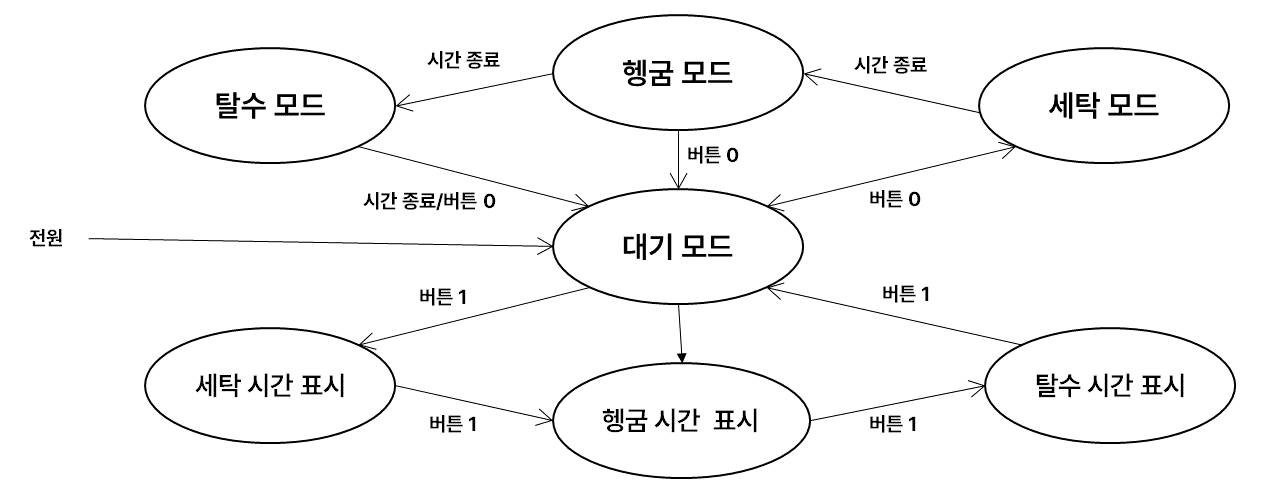 시간 종료
헹굼 모드
시간 종료
탈수 모드
세탁 모드
버튼 0
시간 종료/버튼 0
버튼 0
전원
대기 모드
버튼 1
버튼 1
세탁 시간 표시
탈수 시간 표시
버튼 1
헹굼 시간 표시
버튼 1